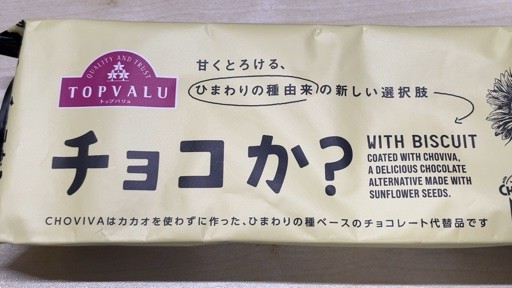 QUALITY AND TRUST
TOPVALU
トップバリュ
甘くとろける、
ひまわりの種由来の新しい選択肢
チョコか?
WITH BISCUIT
COATED WITH CHOVIVA,
A DELICIOUS CHOCOLATE
ALTERNATIVE MADE WITH
SUNFLOWER SEEDS.
CHOVIVAはカカオを使わずに作った、ひまわりの種ベースのチョコレート代替品です